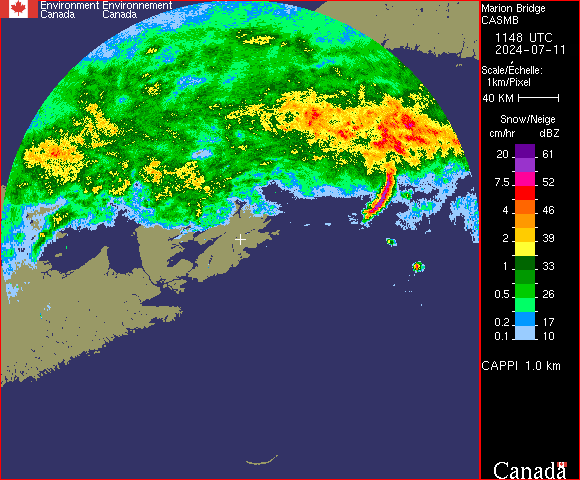 Environment Environnement
Canada Canada
Marion Bridge
CASMB
1148 UTC
2024-07-11
Scale/Échelle:
1km/Pixel
40 KM
Snow/Neige
cm/hr dBZ
20 61
7.5 52
4 46
2 39
1 33
0.5 26
0.2 17
0.1 10
CAPPI 1.0 km
Canada